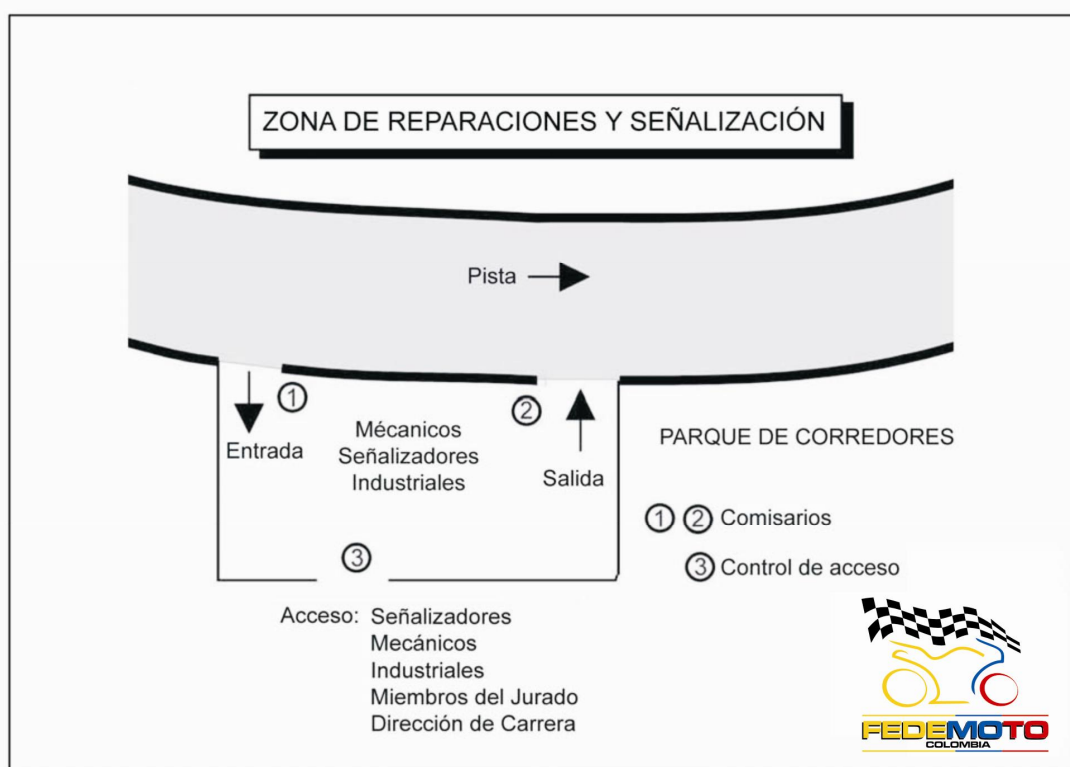 ZONA DE REPARACIONES Y SEÑALIZACIÓN
Pista
1
2
Entrada
Mécanicos
Señalizadores
Industriales
Salida
PARQUE DE CORREDORES
1 2 Comisarios
3 Control de acceso
3
Acceso: Señalizadores
Mecánicos
Industriales
Miembros del Jurado
Dirección de Carrera
FEDEMOTO
COLOMBIA